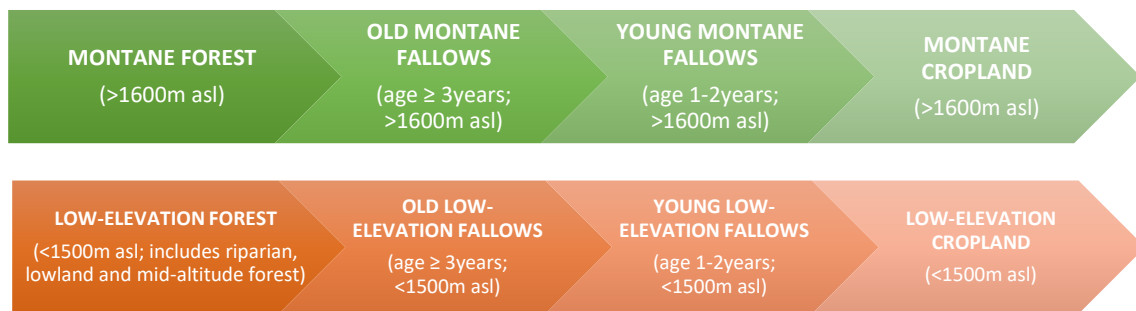 MONTANE FOREST
(>1600m asl)
OLD MONTANE
FALLOWS
(age ≥ 3years;
>1600m asl)
YOUNG MONTANE
FALLOWS
(age 1-2years;
>1600m asl)
MONTANE
CROPLAND
(>1600m asl)
LOW-ELEVATION FOREST
(<1500m asl; includes riparian,
lowland and mid-altitude forest)
OLD LOW-
ELEVATION FALLOWS
(age ≥ 3years;
<1500m asl)
YOUNG LOW-
ELEVATION FALLOWS
(age 1-2years;
<1500m asl)
LOW-ELEVATION
CROPLAND
(<1500m asl)